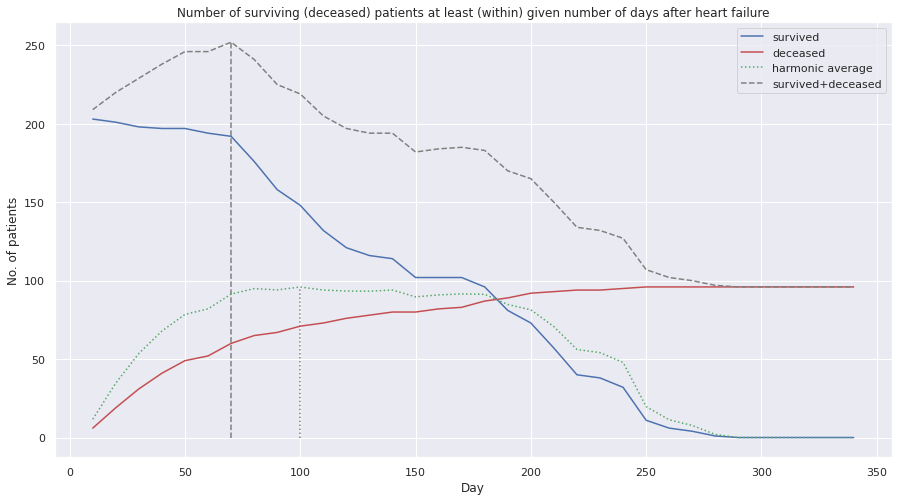 Number of surviving (deceased) patients at least (within) given number of days after heart failure
survived
deceased
harmonic average
survived+deceased
No. of patients
250
200
150
100
50
0
0 50 100 150 200 250 300 350
Day